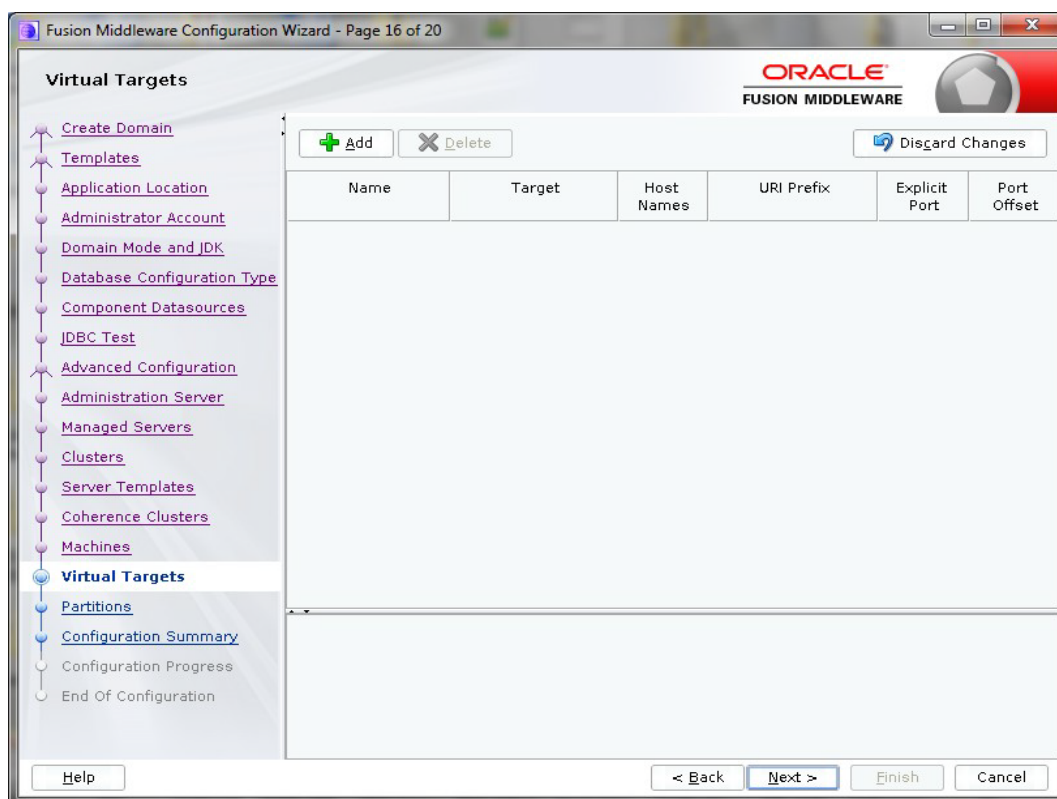 Fusion Middleware Configuration Wizard - Page 16 of 20
Virtual Targets
ORACLE
FUSION MIDDLEWARE
Create Domain
Templates
Application Location
Administrator Account
Domain Mode and JDK
Database Configuration Type
Component Datasources
JDBC Test
Advanced Configuration
Administration Server
Managed Servers
Clusters
Server Templates
Coherence Clusters
Machines
Virtual Targets
Partitions
Configuration Summary
Configuration Progress
End Of Configuration
Add Delete Discard Changes
Name Target Host Names URI Prefix Explicit Port Port Offset
Help < Back Next > Finish Cancel